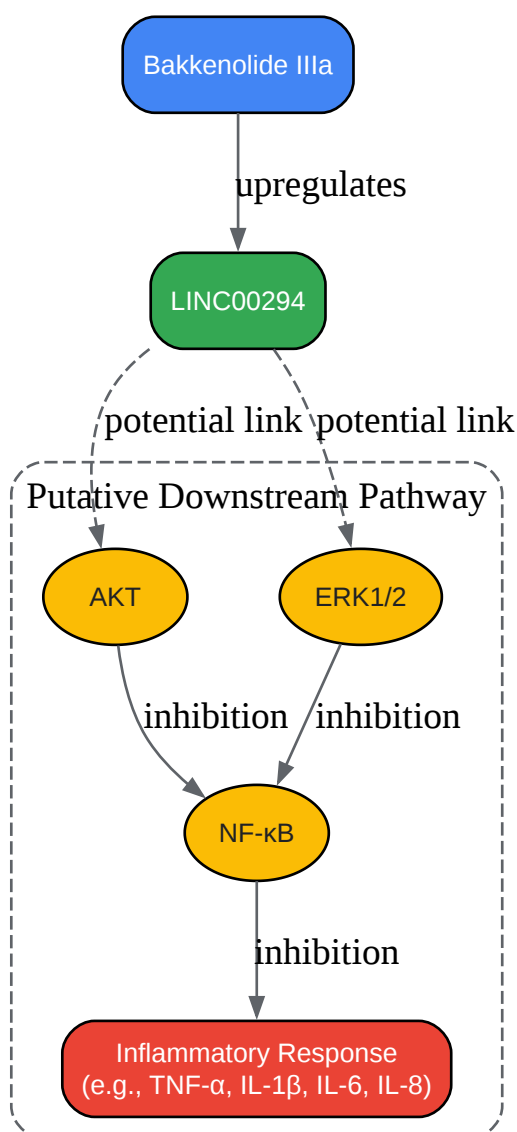 Bakkenolide IIIa
upregulates
LINC00294
potential link
potential link
Putative Downstream Pathway
AKT
ERK1/2
inhibition
inhibition
NF-κB
inhibition
Inflammatory Response
(e.g., TNF-α, IL-1β, IL-6, IL-8)